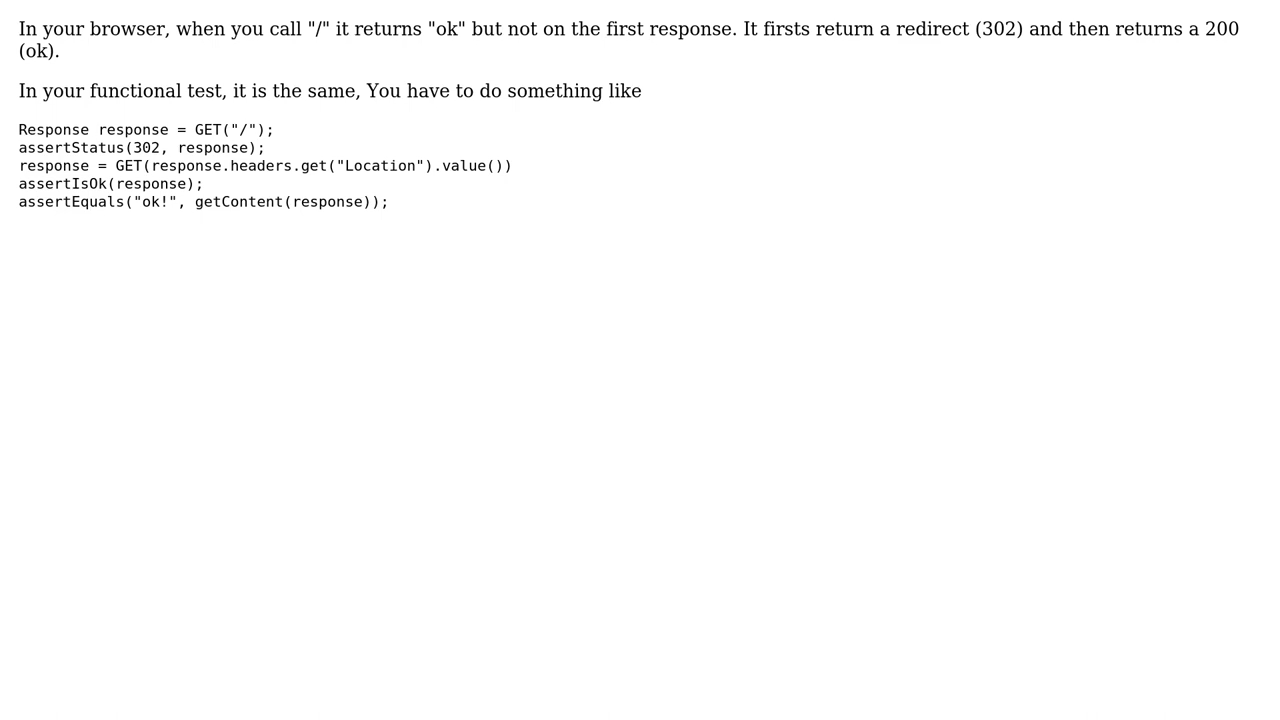 In your browser, when you call "/" it returns "ok" but not on the first response. It firsts return a redirect (302) and then returns a 200
(ok).
In your functional test, it is the same, You have to do something like
Response response = GET("/");
assertStatus(302, response);
response = GET(response.headers.get("Location").value())
assertIsOk(response);
assertEquals("ok!", getContent(response));